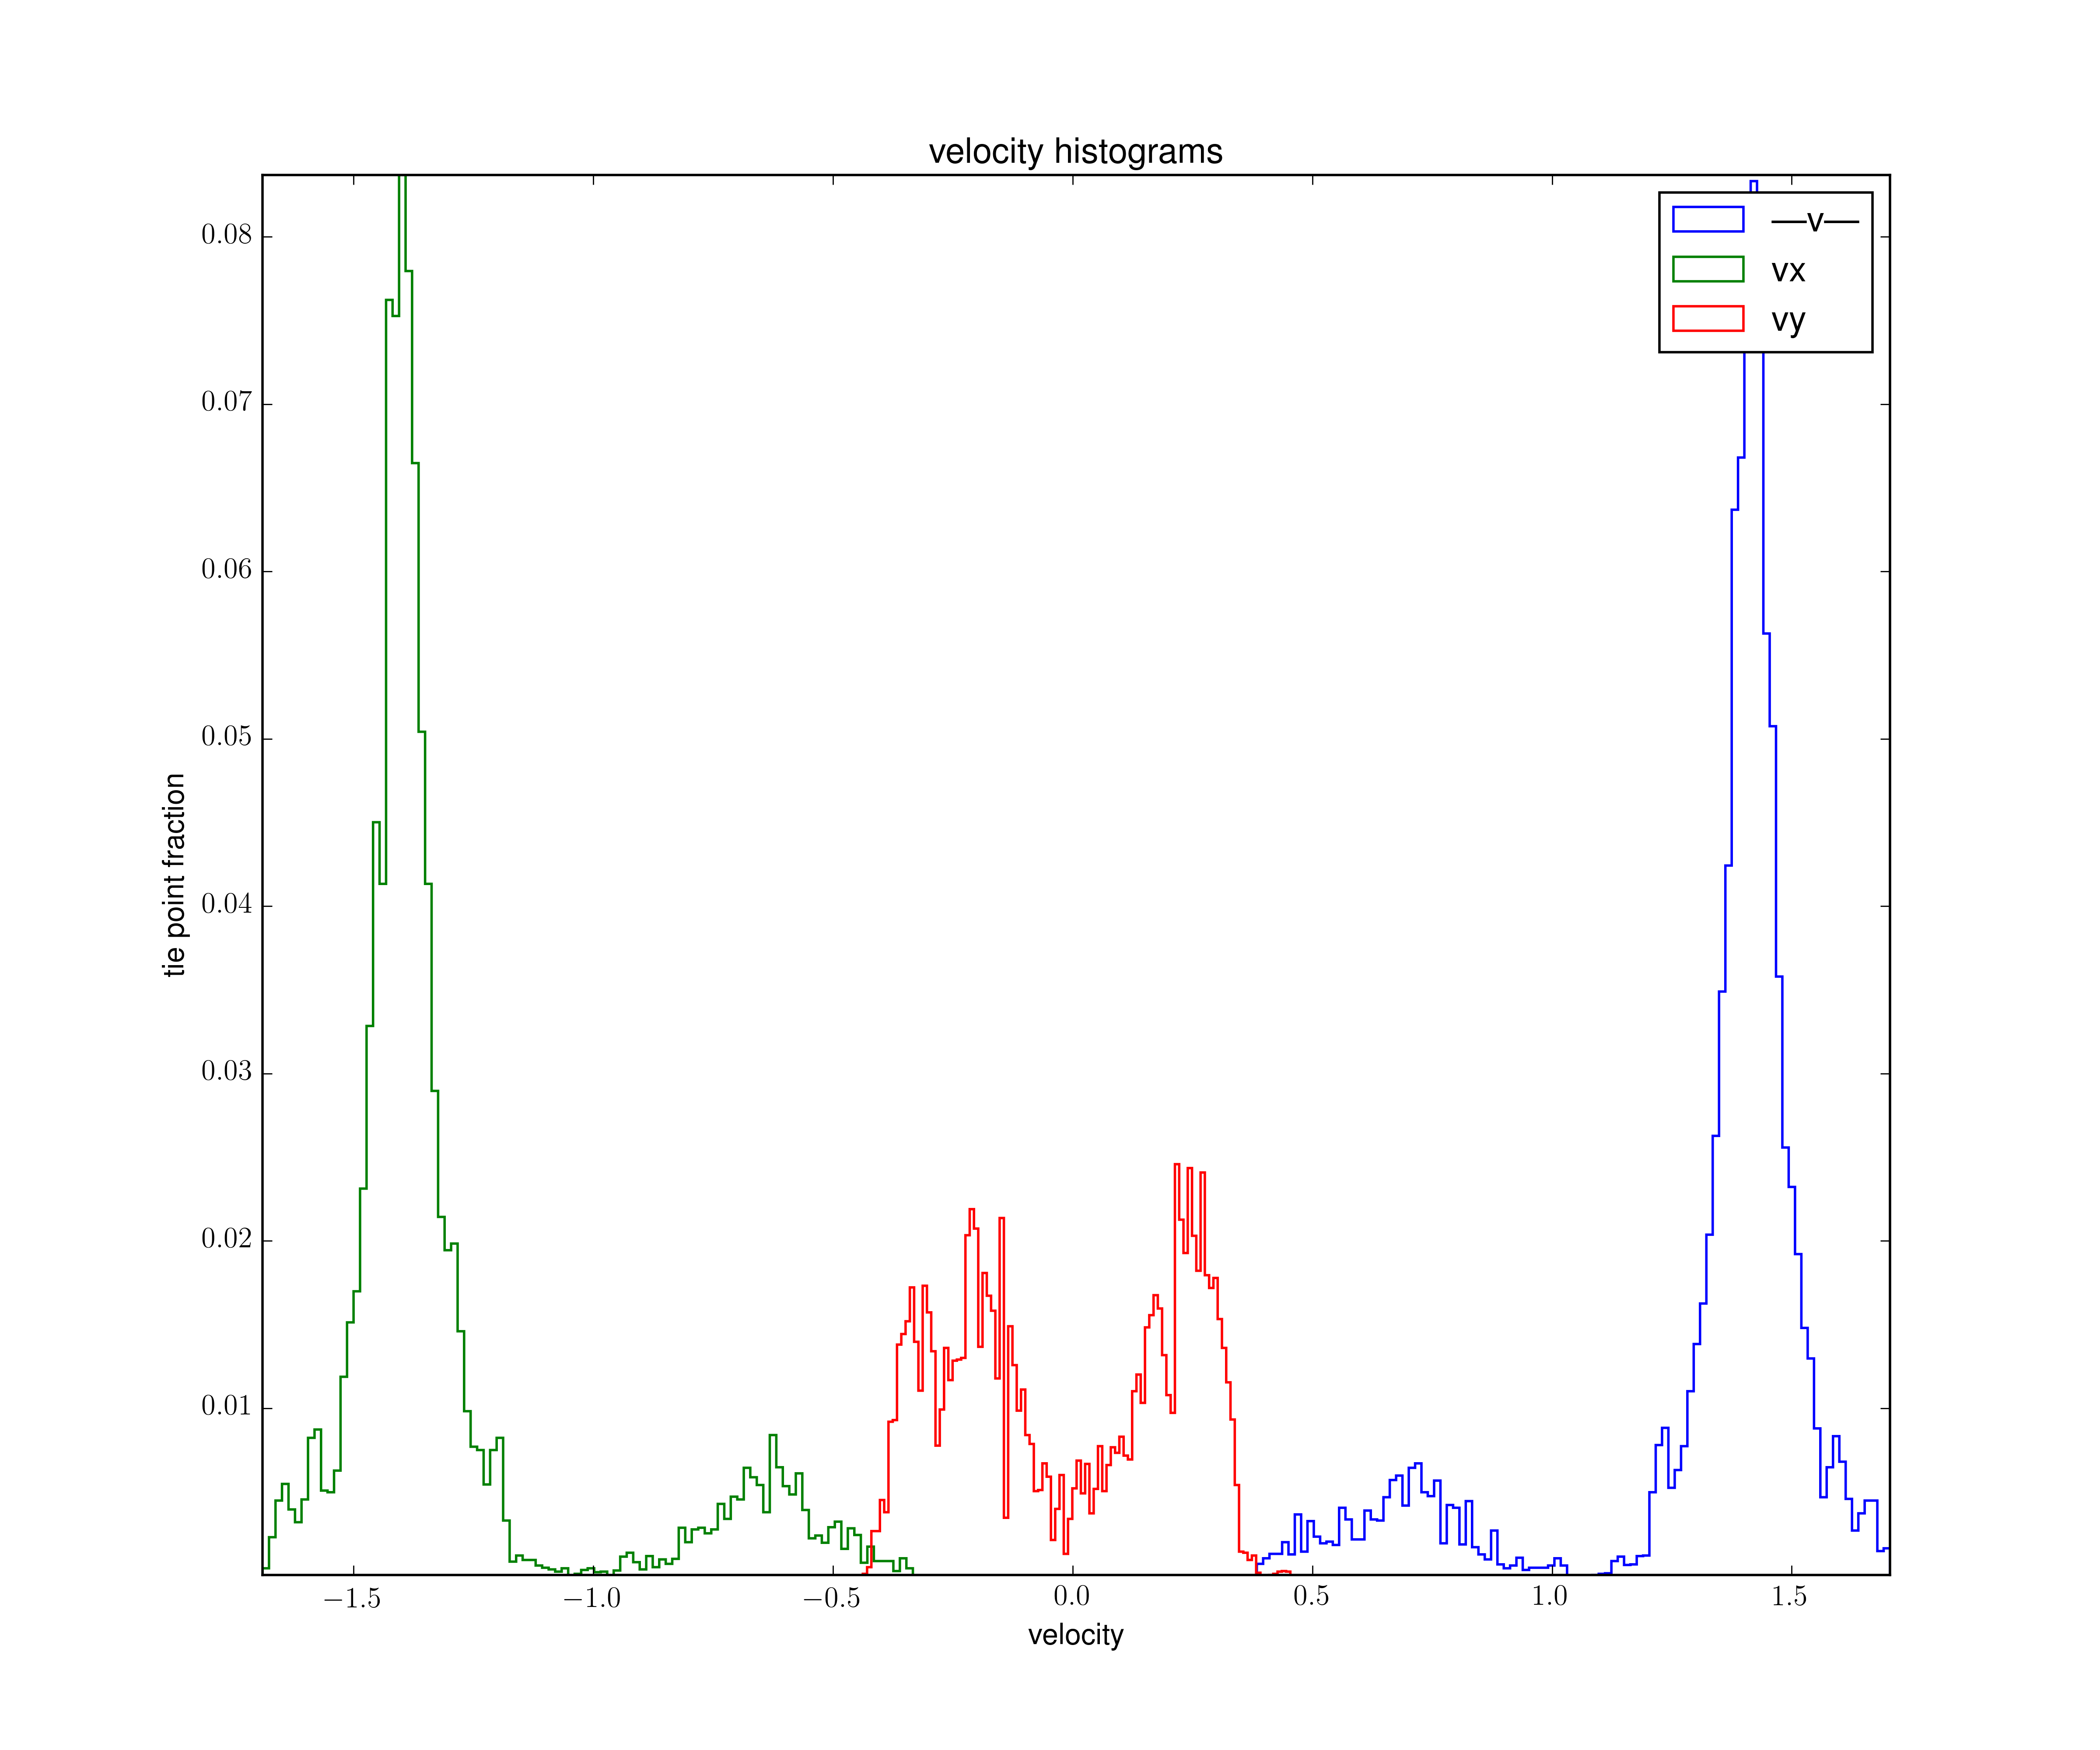 velocity histograms
—v—
vx
vy
0.08
0.07
0.06
0.05
0.04
0.03
0.02
0.01
tie point fraction
−1.5 −1.0 −0.5 0.0 0.5 1.0 1.5
velocity